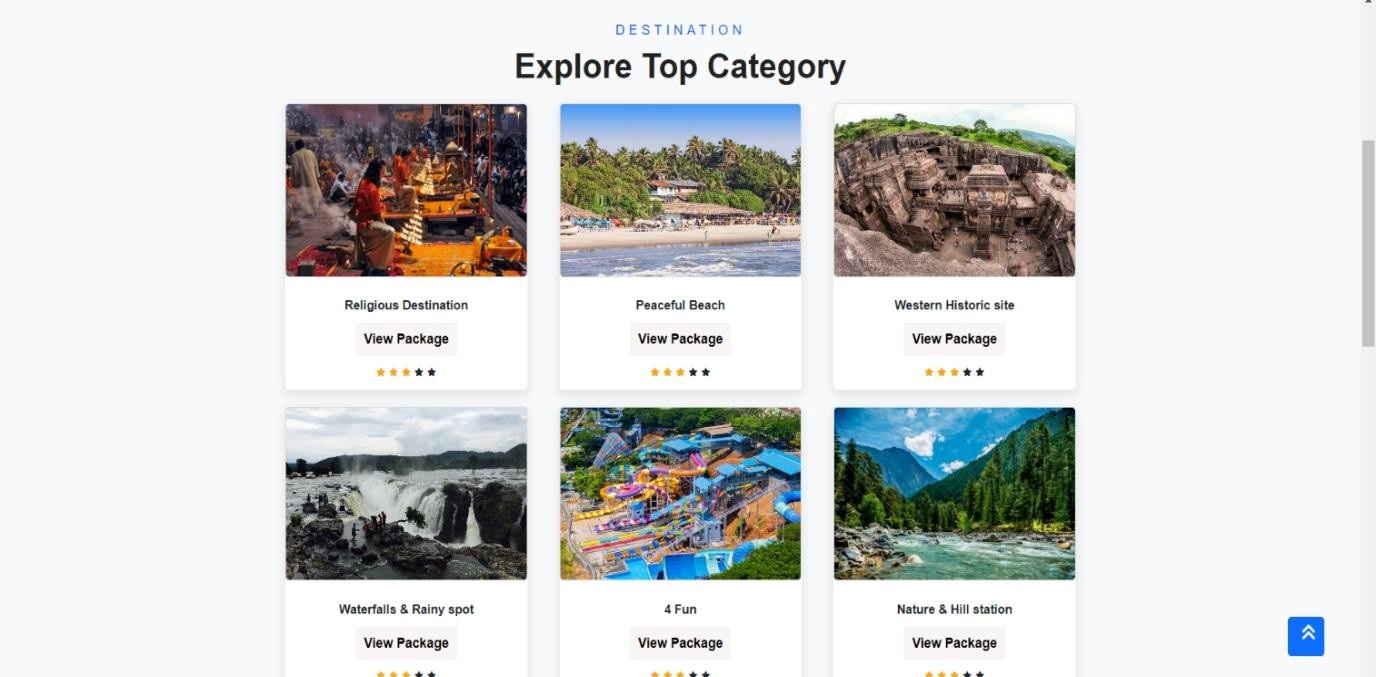 DESTINATION
Explore Top Category
Religious Destination
View Package
Peaceful Beach
View Package
Western Historic site
View Package
Waterfalls & Rainy spot
View Package
4 Fun
View Package
Nature & Hill station
View Package